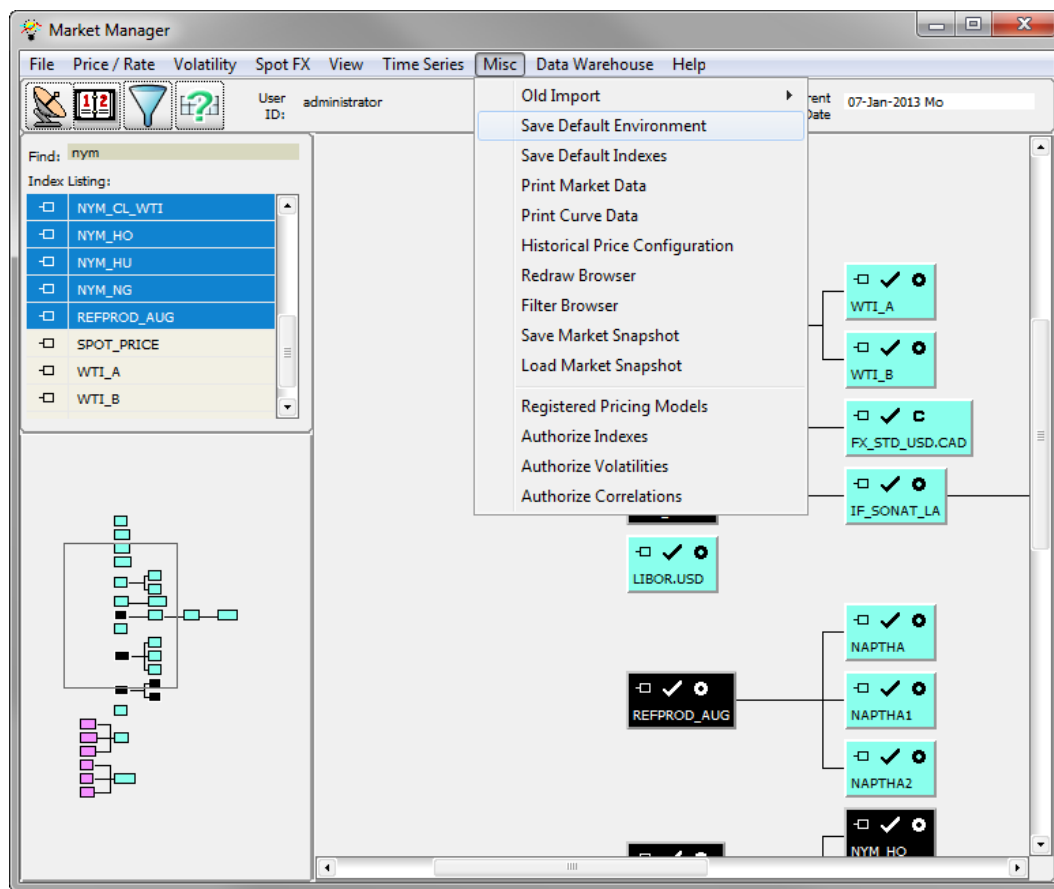 Market Manager
File Price / Rate Volatility Spot FX View Time Series Misc Data Warehouse Help
User ID: administrator
07-Jan-2013 Mo
Find: nym
Index Listing:
NYM_CL_WTI
NYM_HO
NYM_HU
NYM_NG
REFPROD_AUG
SPOT_PRICE
WTI_A
WTI_B
Old Import
Save Default Environment
Save Default Indexes
Print Market Data
Print Curve Data
Historical Price Configuration
Redraw Browser
Filter Browser
Save Market Snapshot
Load Market Snapshot
Registered Pricing Models
Authorize Indexes
Authorize Volatilities
Authorize Correlations
WTI_A
WTI_B
C
FX_STD_USD.CAD
IF_SONAT_LA
LIBOR.USD
NAPTHA
REFPROD_AUG
NAPTHA1
NAPTHA2
NYM_HO